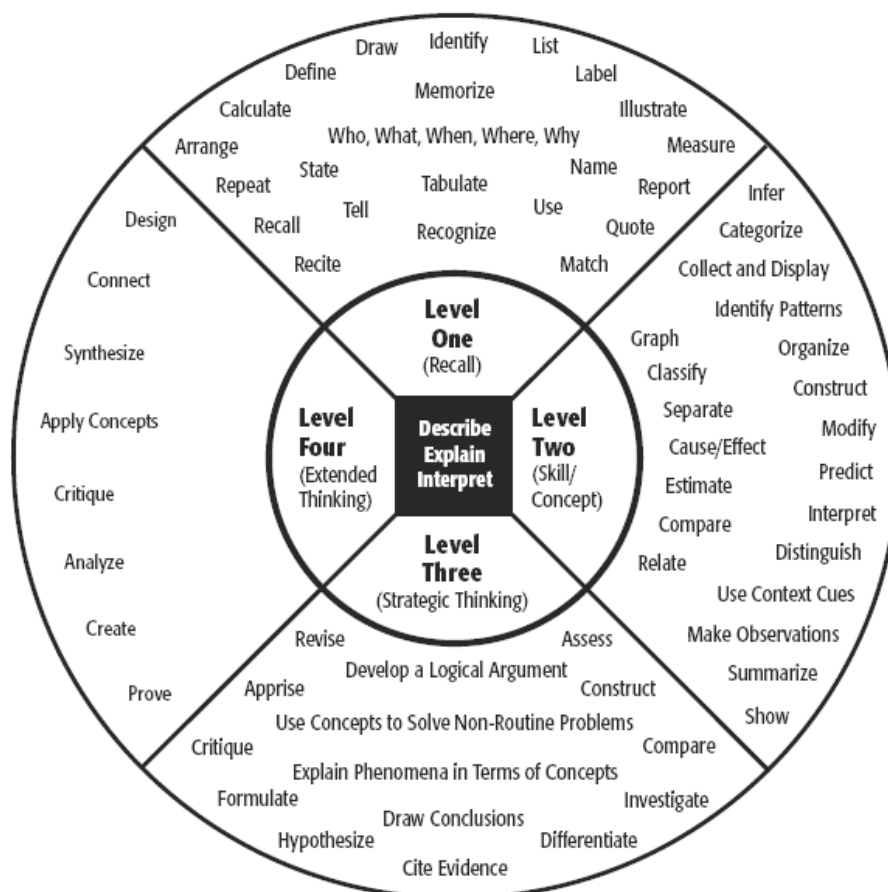 Draw
Identify
List
Define
Label
Calculate
Memorize
Illustrate
Arrange
Who, What, When, Where, Why
Measure
Repeat
State
Tabulate
Name
Report
Recall
Tell
Recognize
Use
Quote
Recite
Match
Level
One
(Recall)
Infer
Categorize
Collect and Display
Identify Patterns
Graph
Organize
Classify
Construct
Separate
Modify
Cause/Effect
Predict
Estimate
Interpret
Compare
Distinguish
Relate
Use Context Cues
Make Observations
Summarize
Show
Level
Two
(Skill/
Concept)
Describe
Explain
Interpret
Level
Three
(Strategic Thinking)
Revise
Assess
Develop a Logical Argument
Apprise
Construct
Use Concepts to Solve Non-Routine Problems
Critique
Compare
Explain Phenomena in Terms of Concepts
Formulate
Investigate
Draw Conclusions
Hypothesize
Differentiate
Cite Evidence
Level
Four
(Extended
Thinking)
Design
Connect
Synthesize
Apply Concepts
Critique
Analyze
Create
Prove